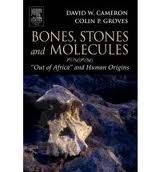 DAVID W. CAMERON
COLIN P. GROVES
BONES, STONES
and MOLECULES
"Out of Africa" and Human Origins